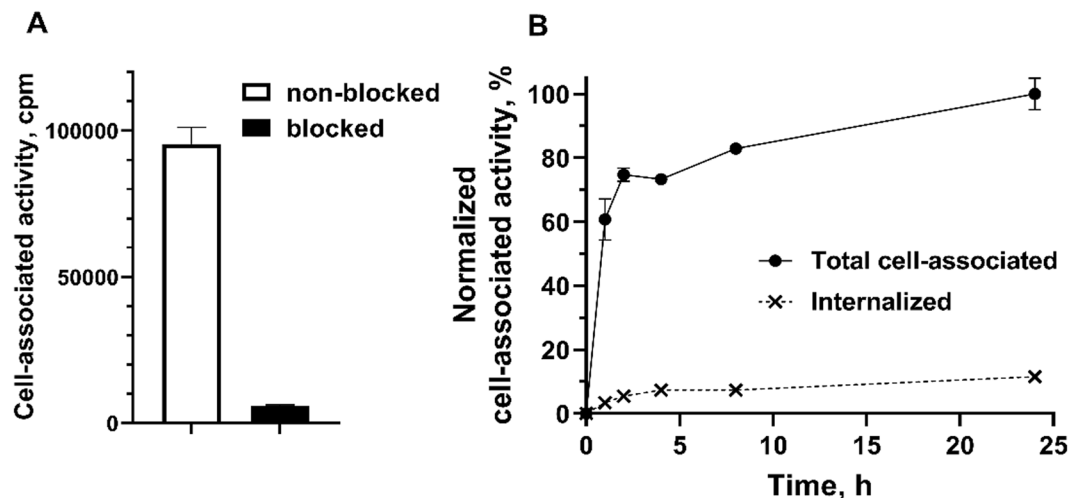 A
Cell-associated activity, cpm
100000
50000
0
non-blocked
blocked
B
Normalized
cell-associated activity, %
100
80
60
40
20
0
Total cell-associated
Internalized
0 5 10 15 20 25
Time, h